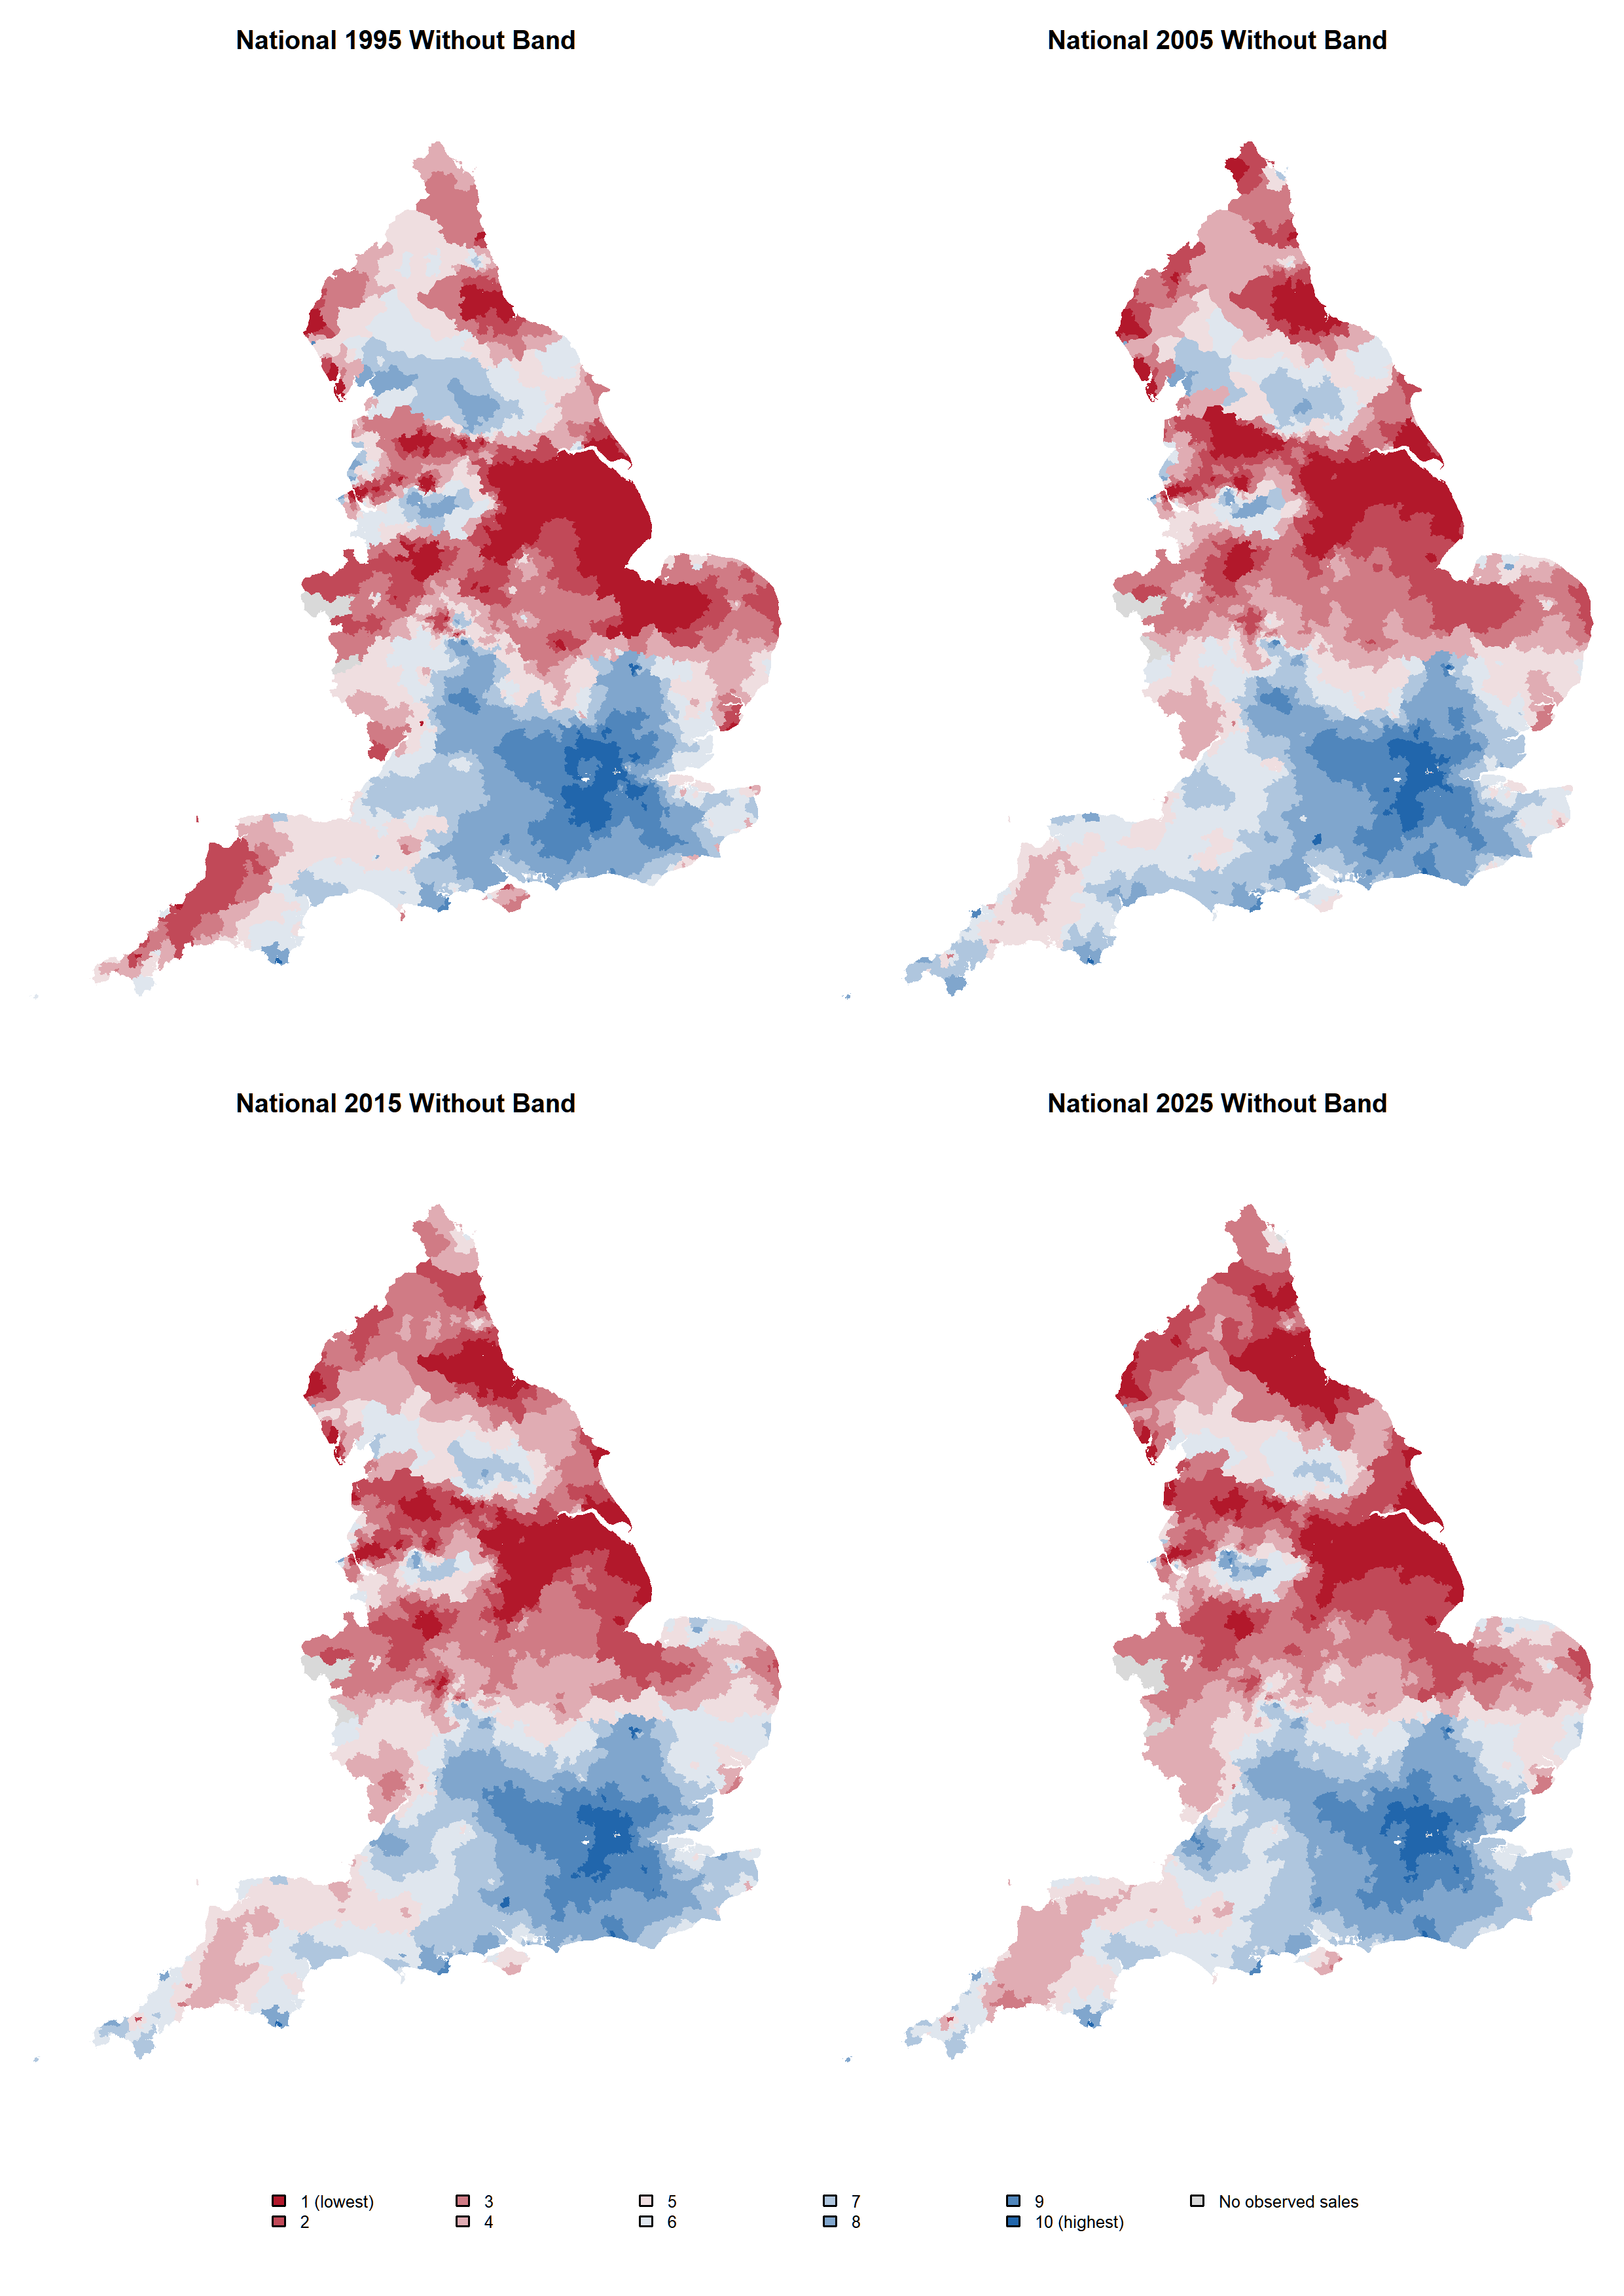 National 1995 Without Band
National 2005 Without Band
National 2015 Without Band
National 2025 Without Band
1 (lowest)
3
5
7
9
No observed sales
2
4
6
8
10 (highest)